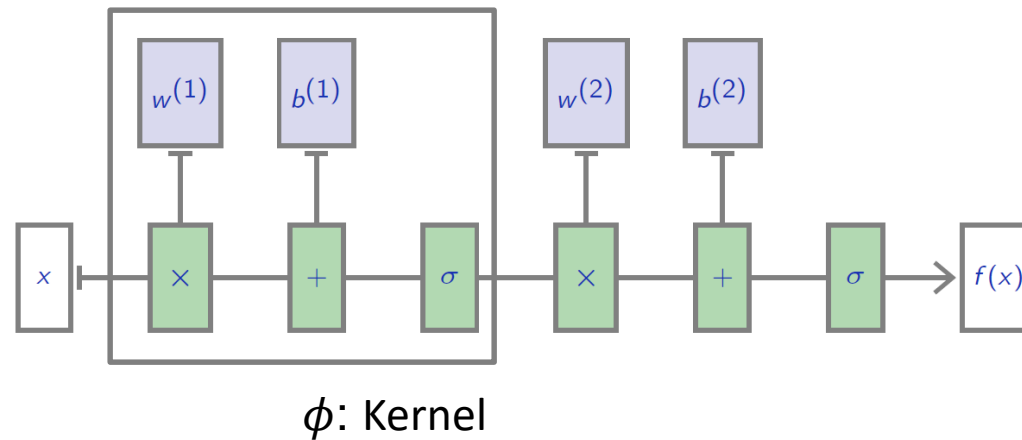 w(1) b(1) w(2) b(2)
x × + σ × + σ f(x)
ϕ: Kernel